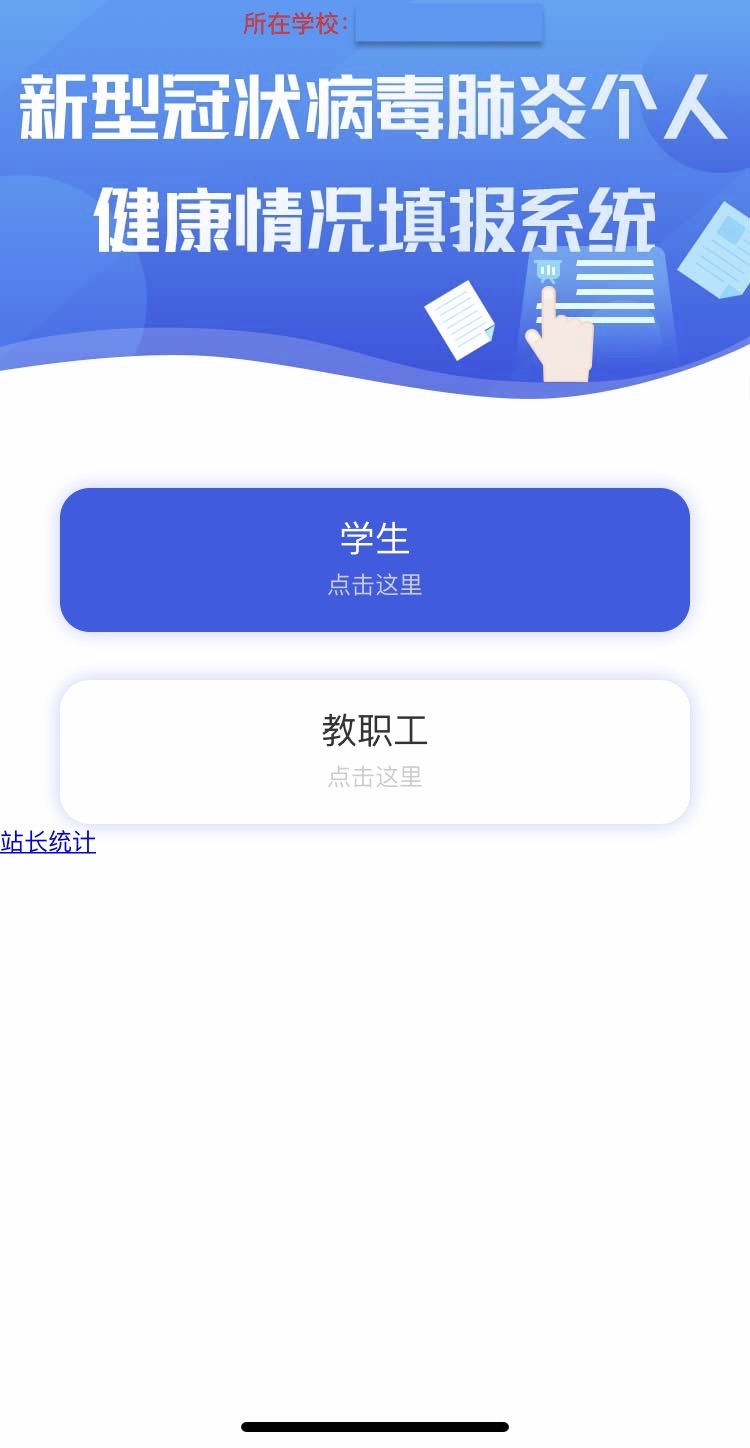 所在学校：
新型冠状病毒肺炎个人
健康情况填报系统
学生
点击这里
教职工
点击这里
站长统计